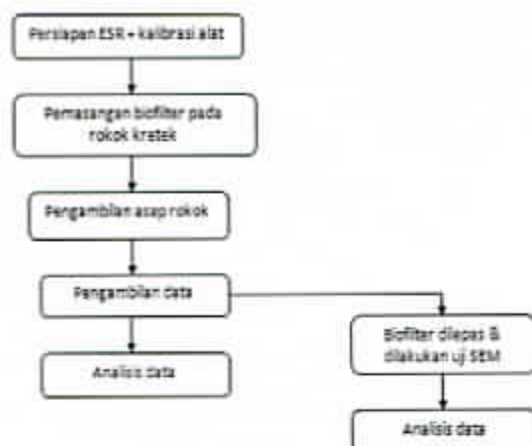 Persiapan ESR + kalibrasi alat
Pemasangan biofilter pada
rokok kretek
Pengambilan asap rokok
Pengambilan data
Analisis data
Biofilter dilepas &
dilakukan uji SEM
Analisis data